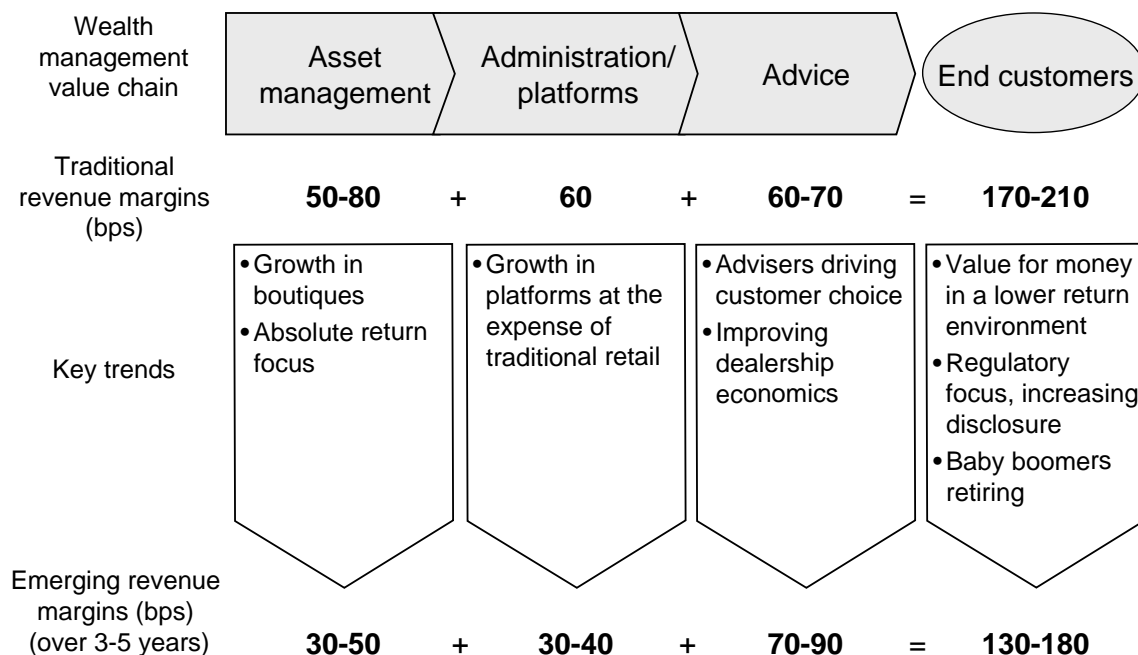 Wealth
management
value chain
Asset
management
Administration/
platforms
Advice
End customers
Traditional
revenue margins
(bps)
50-80 + 60 + 60-70 = 170-210
Key trends
•Growth in
boutiques
•Absolute return
focus
•Growth in
platforms at the
expense of
traditional retail
•Advisers driving
customer choice
•Improving
dealership
economics
•Value for money
in a lower return
environment
•Regulatory
focus, increasing
disclosure
•Baby boomers
retiring
Emerging revenue
margins (bps)
(over 3-5 years)
30-50 + 30-40 + 70-90 = 130-180